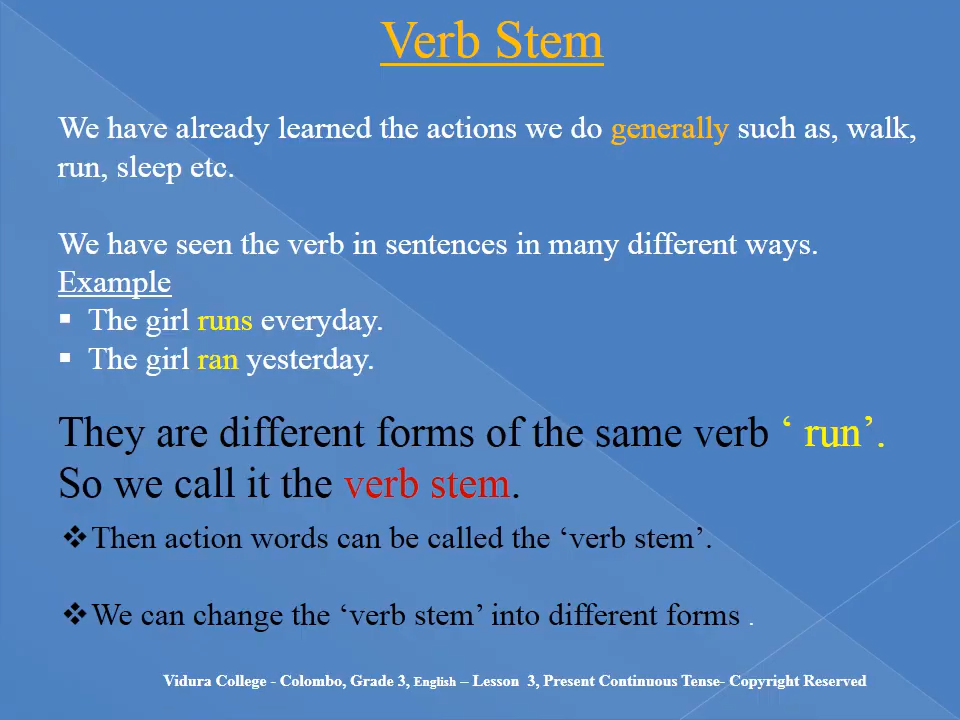 Verb Stem
We have already learned the actions we do generally such as, walk,
run, sleep etc.
We have seen the verb in sentences in many different ways.
Example
▪ The girl runs everyday.
▪ The girl ran yesterday.
They are different forms of the same verb ‘ run’.
So we call it the verb stem.
❖Then action words can be called the ‘verb stem’.
❖We can change the ‘verb stem’ into different forms .
Vidura College - Colombo, Grade 3, English – Lesson  3, Present Continuous Tense- Copyright Reserved